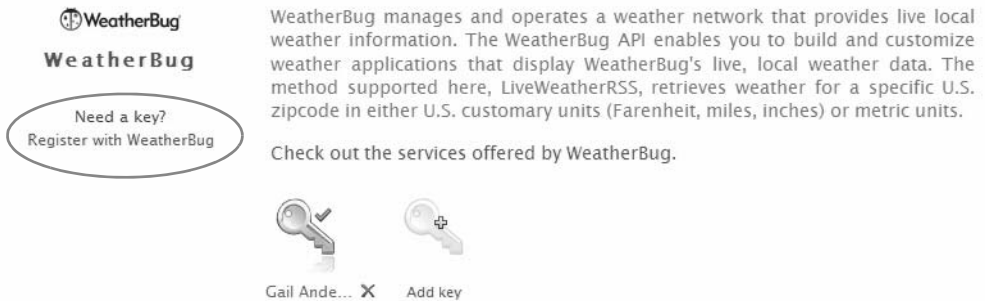 WeatherBug
WeatherBug
Need a key?
Register with WeatherBug
WeatherBug manages and operates a weather network that provides live local
weather information. The WeatherBug API enables you to build and customize
weather applications that display WeatherBug's live, local weather data. The
method supported here, LiveWeatherRSS, retrieves weather for a specific U.S.
zipcode in either U.S. customary units (Farenheit, miles, inches) or metric units.
Check out the services offered by WeatherBug.
Gail Ande... X
Add key